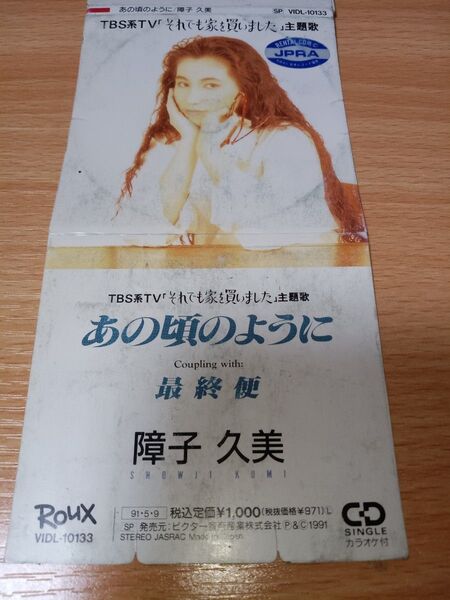 あの頃のように/障子 久美
SP VIDL-10133
TBS系TV「それでも家を買いました」主題歌
RENTAL COM C
JPRA
TBS系TV「それでも家を買いました」主題歌
あの頃のように
Coupling with:
最終便
障子 久美
SHOWJI KUMI
Roux
VIDL-10133
91・5・9 税込定価¥1,000(税抜価格¥971)L
SP 発売元:ビクター音楽産業株式会社 Ⓟ&Ⓒ1991
STEREO JASRAC Made in Japan
CD
SINGLE
カラオケ付